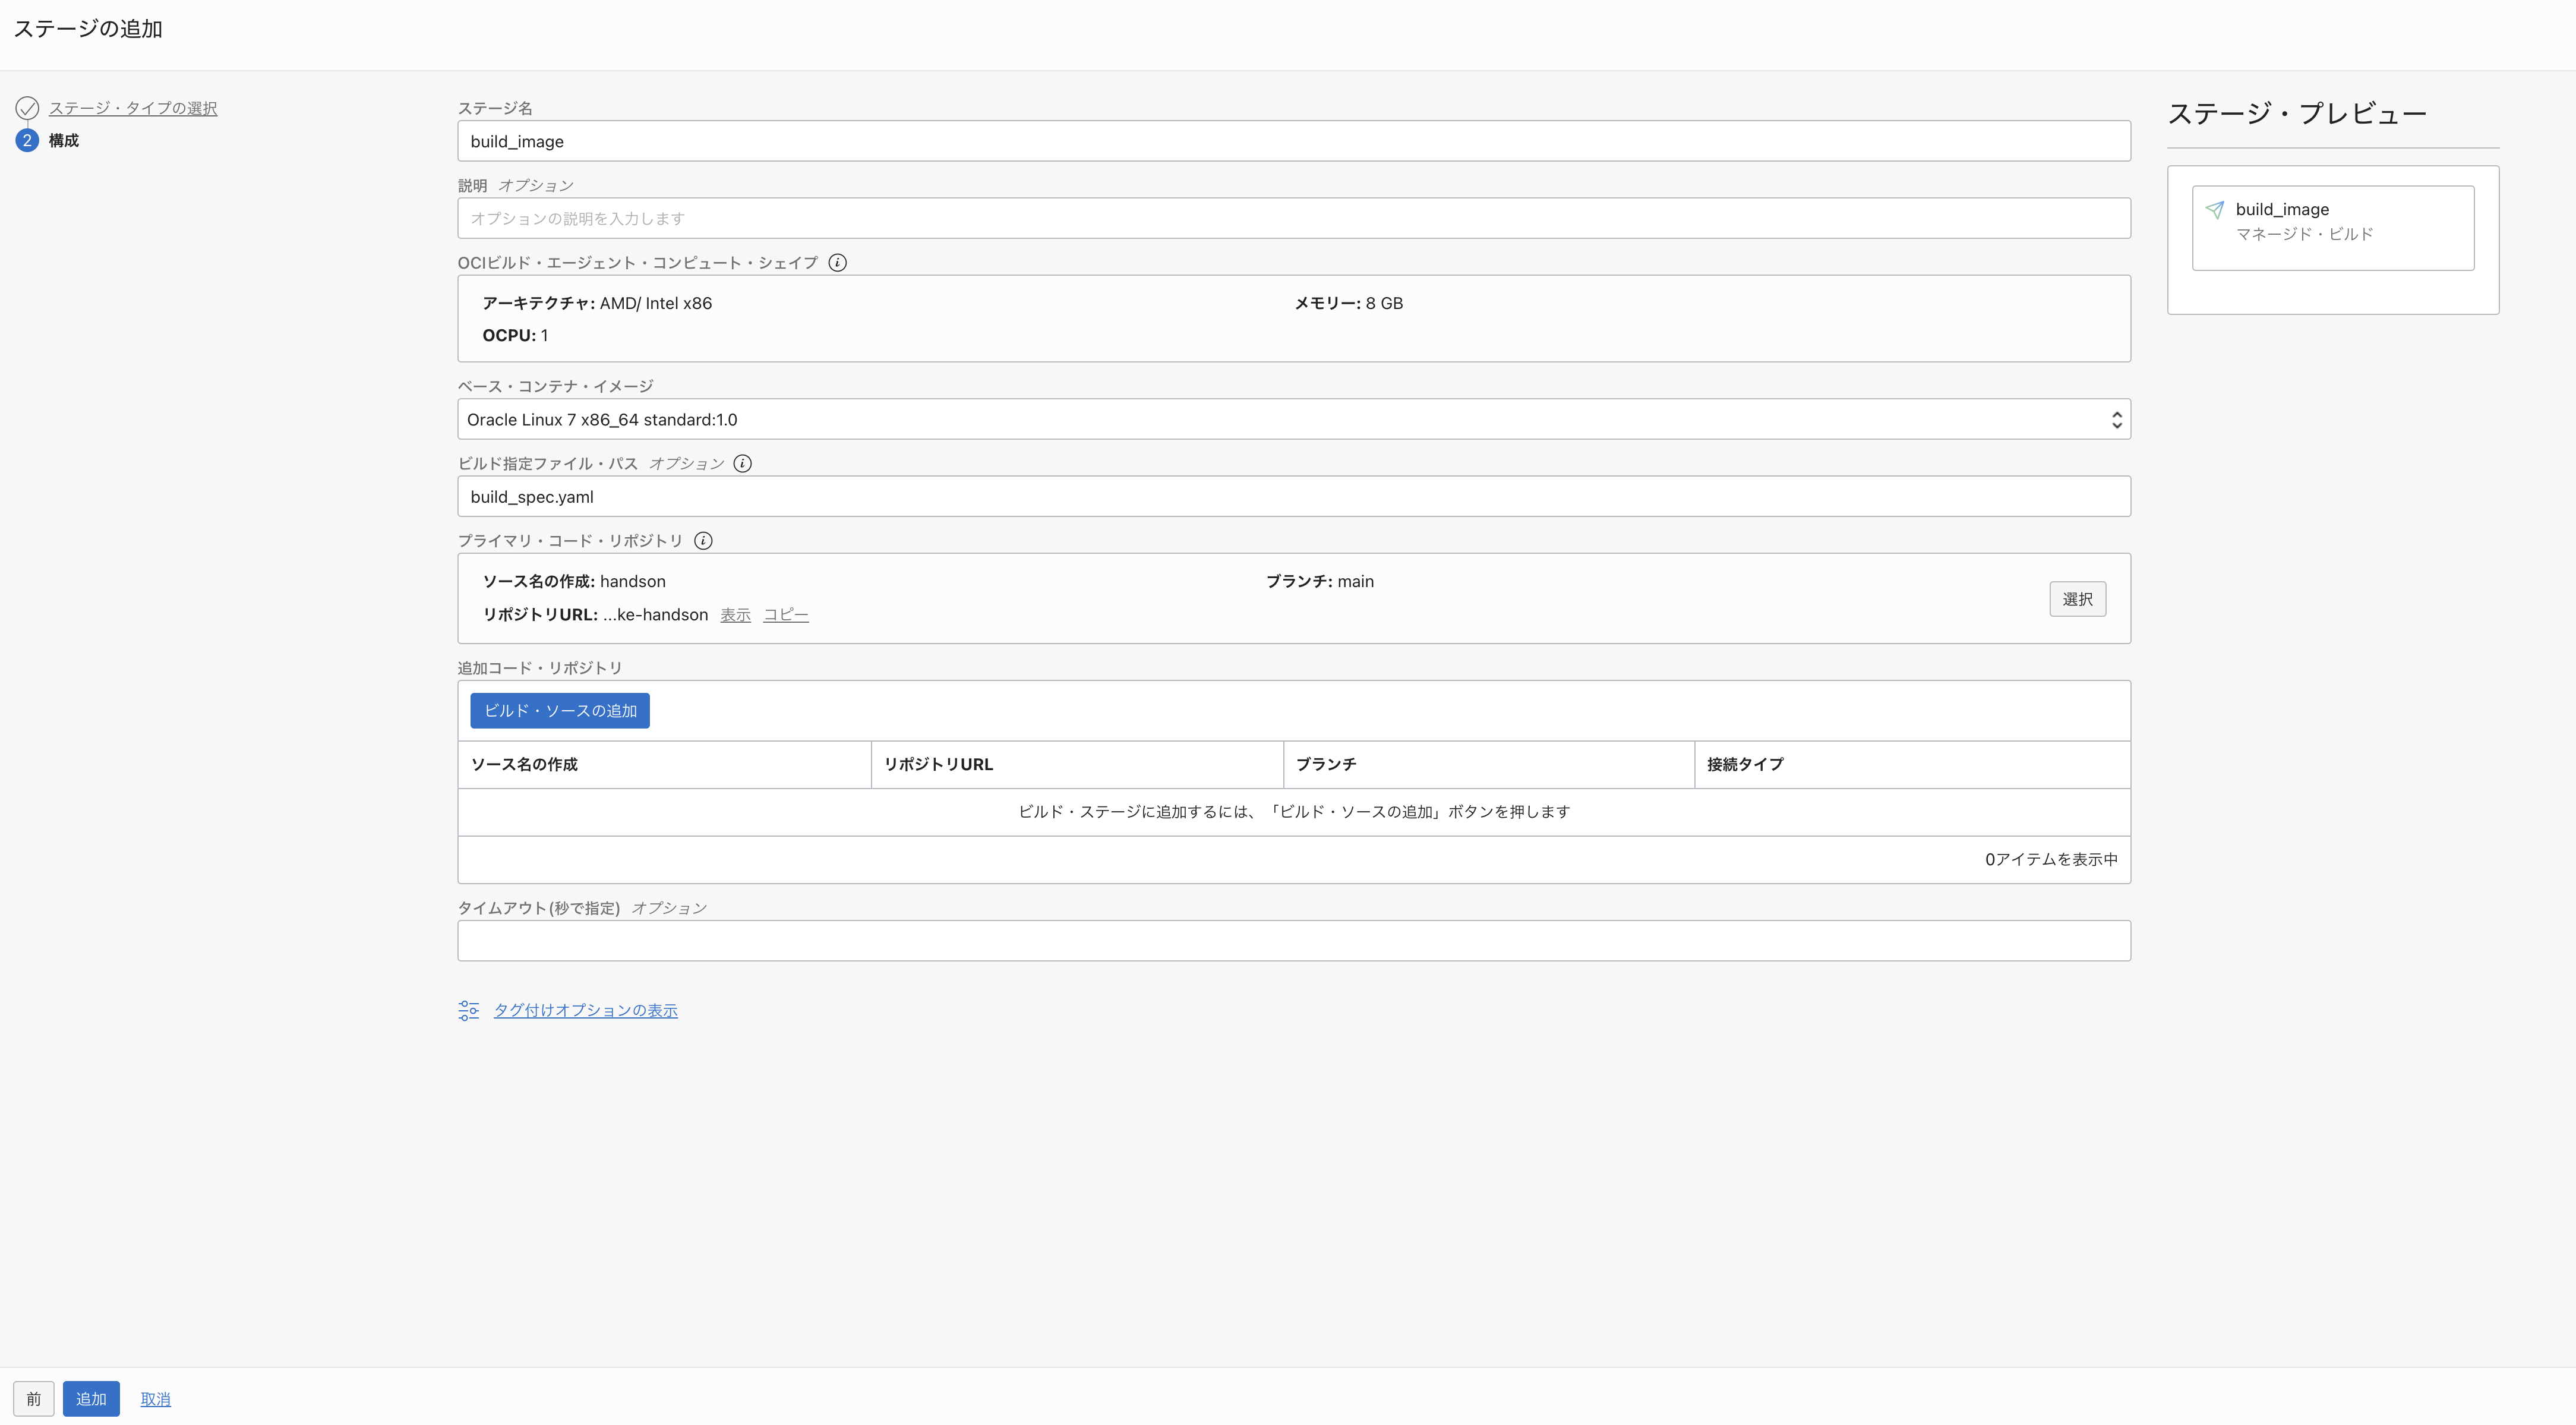 ステージの追加
ステージ・タイプの選択
2 構成
ステージ名
build_image
説明 オプション
オプションの説明を入力します
OCIビルド・エージェント・コンピュート・シェイプ i
アーキテクチャ: AMD/ Intel x86
メモリー: 8 GB
OCPU: 1
ベース・コンテナ・イメージ
Oracle Linux 7 x86_64 standard:1.0
ビルド指定ファイル・パス オプション i
build_spec.yaml
プライマリ・コード・リポジトリ i
ソース名の作成: handson
ブランチ: main
リポジトリURL: ...ke-handson 表示 コピー
選択
追加コード・リポジトリ
ビルド・ソースの追加
ソース名の作成 リポジトリURL ブランチ 接続タイプ
ビルド・ステージに追加するには、「ビルド・ソースの追加」ボタンを押します
0アイテムを表示中
タイムアウト(秒で指定) オプション
タグ付けオプションの表示
ステージ・プレビュー
build_image
マネージド・ビルド
前 追加 取消